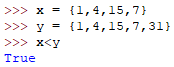 >>> x = {1,4,15,7}
>>> y = {1,4,15,7,31}
>>> x<y
True